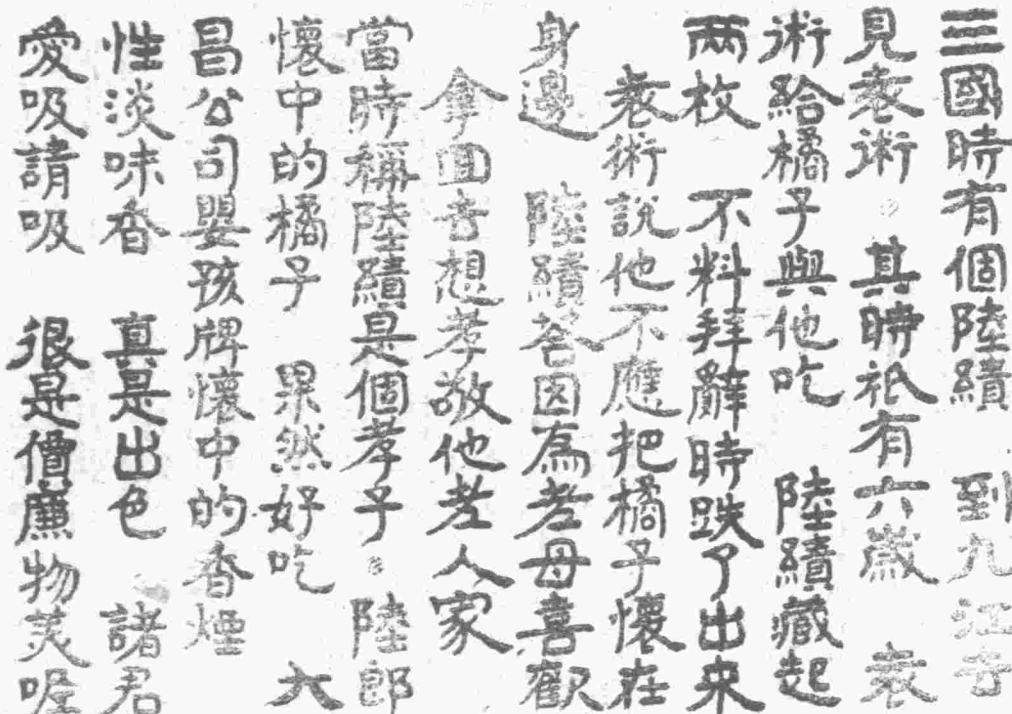 三國時有個陸績 到九江去
見袁術。其時祇有六歲 袁
術給橘子與他吃 陸績藏起
兩枚 不料拜辭時跌了出来
袁術說他不應把橘子懷在
身邊 陸績答因為老母喜歡
拿回去想孝敬他老人家
當時稱陸績是個孝子。陸郎
懷中的橘子 果然好吃 大
昌公司嬰孩牌懷中的香煙
性淡味香 真是出色 諸君
愛吸請吸 很是價廉物美喔